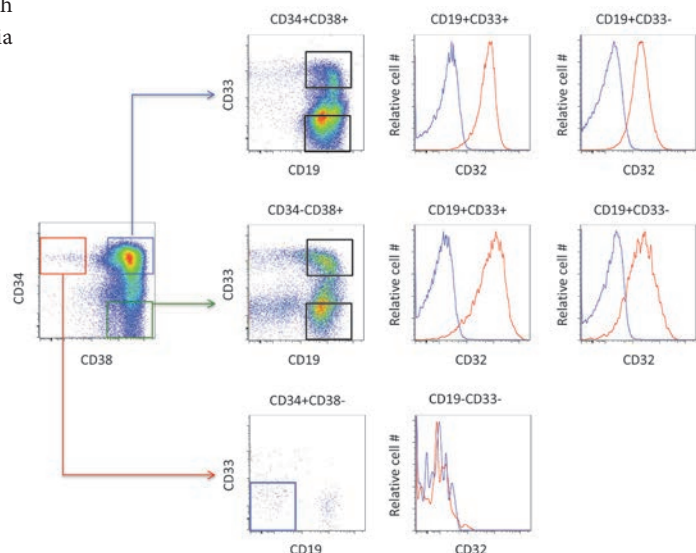 h
ia
CD34+CD38+
CD19+CD33+
CD19+CD33-
CD33
Relative cell #
Relative cell #
CD19
CD32
CD32
CD34-CD38+
CD19+CD33+
CD19+CD33-
CD34
CD33
Relative cell #
Relative cell #
CD38
CD19
CD32
CD32
CD34+CD38-
CD19-CD33-
CD33
Relative cell #
CD19
CD32